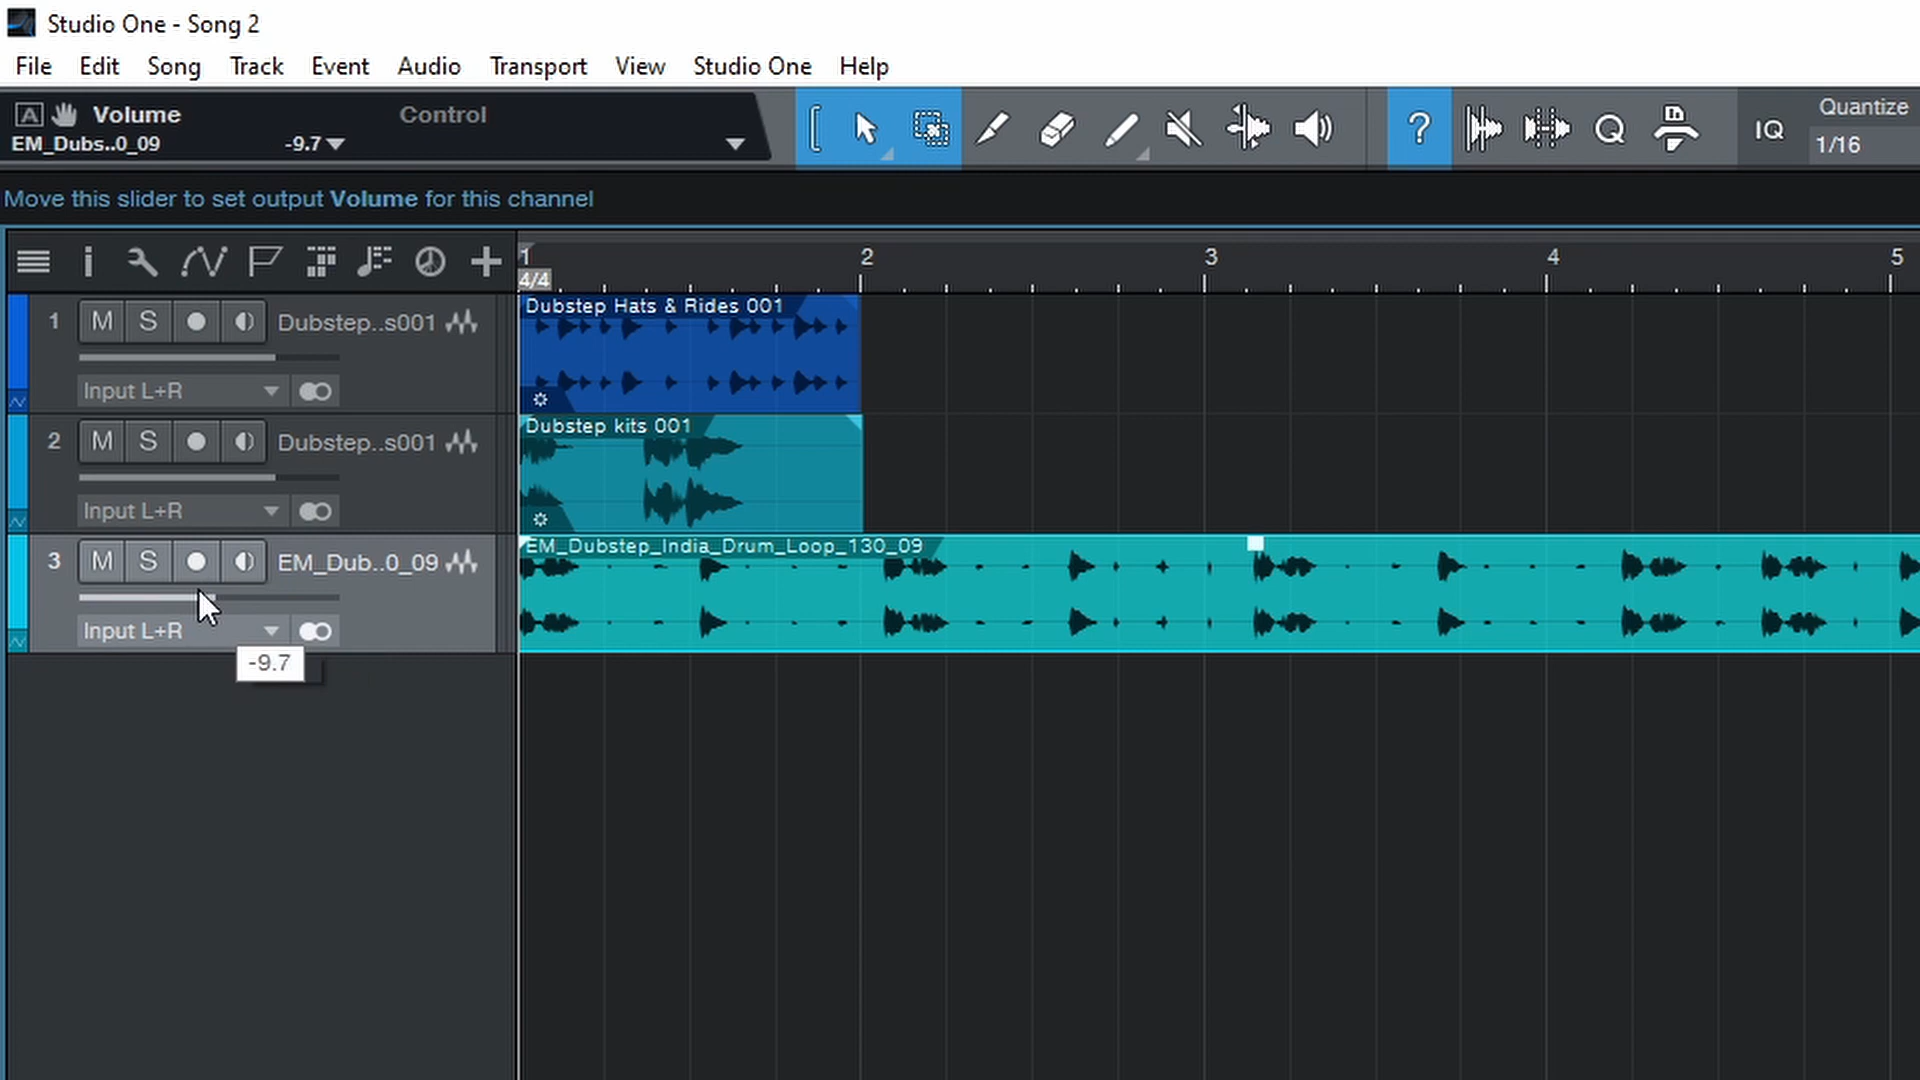 Studio One - Song 2
File Edit Song Track Event Audio Transport View Studio One Help
A Volume Control
EM_Dubs..0_09 -9.7
IQ Quantize
1/16
Move this slider to set output Volume for this channel
1 2 3 4 5
4/4
1 M S Dubstep..s001
Input L+R
Dubstep Hats & Rides 001
2 M S Dubstep..s001
Input L+R
Dubstep kits 001
3 M S EM_Dub..0_09
Input L+R
EM_Dubstep_India_Drum_Loop_130_09
-9.7